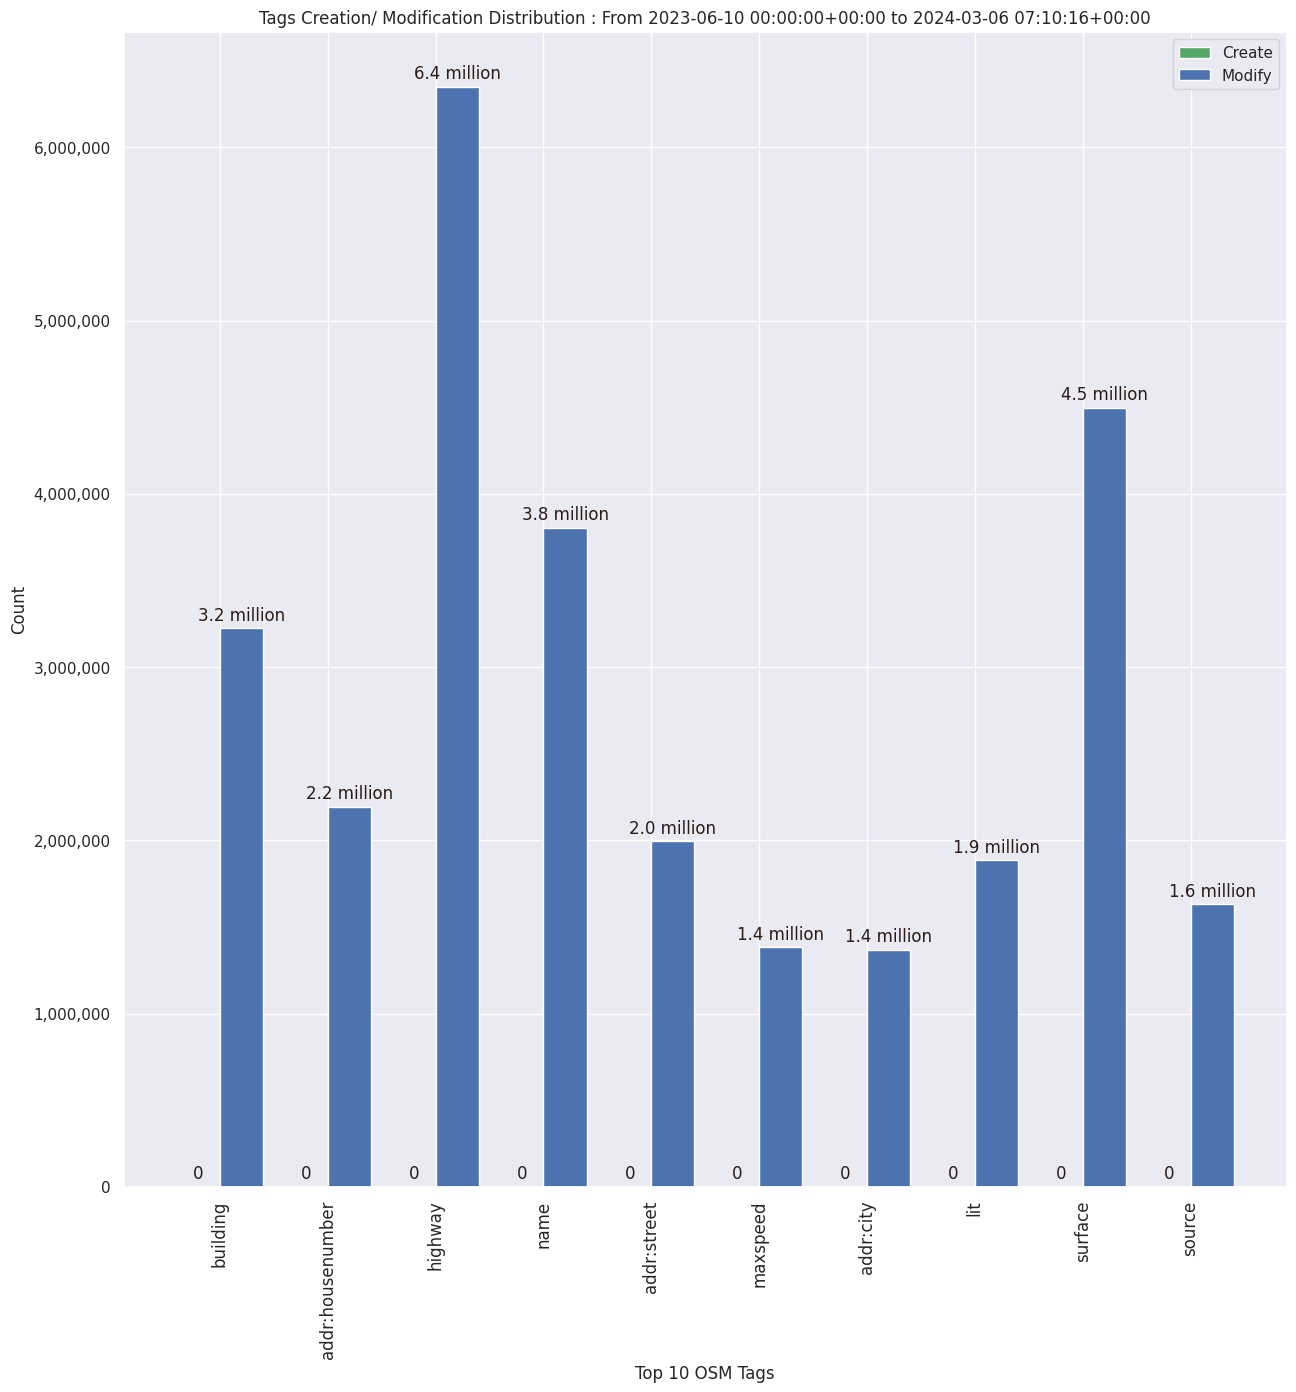 Tags Creation/ Modification Distribution : From 2023-06-10 00:00:00+00:00 to 2024-03-06 07:10:16+00:00
Create
Modify
6.4 million
6,000,000
5,000,000
4.5 million
4,000,000
3.8 million
3.2 million
3,000,000
2.2 million
2.0 million
2,000,000
1.9 million
1.6 million
1.4 million
1.4 million
1,000,000
0
0
0
0
0
0
0
0
0
0
0
Count
building
addr:housenumber
highway
name
addr:street
maxspeed
addr:city
lit
surface
source
Top 10 OSM Tags